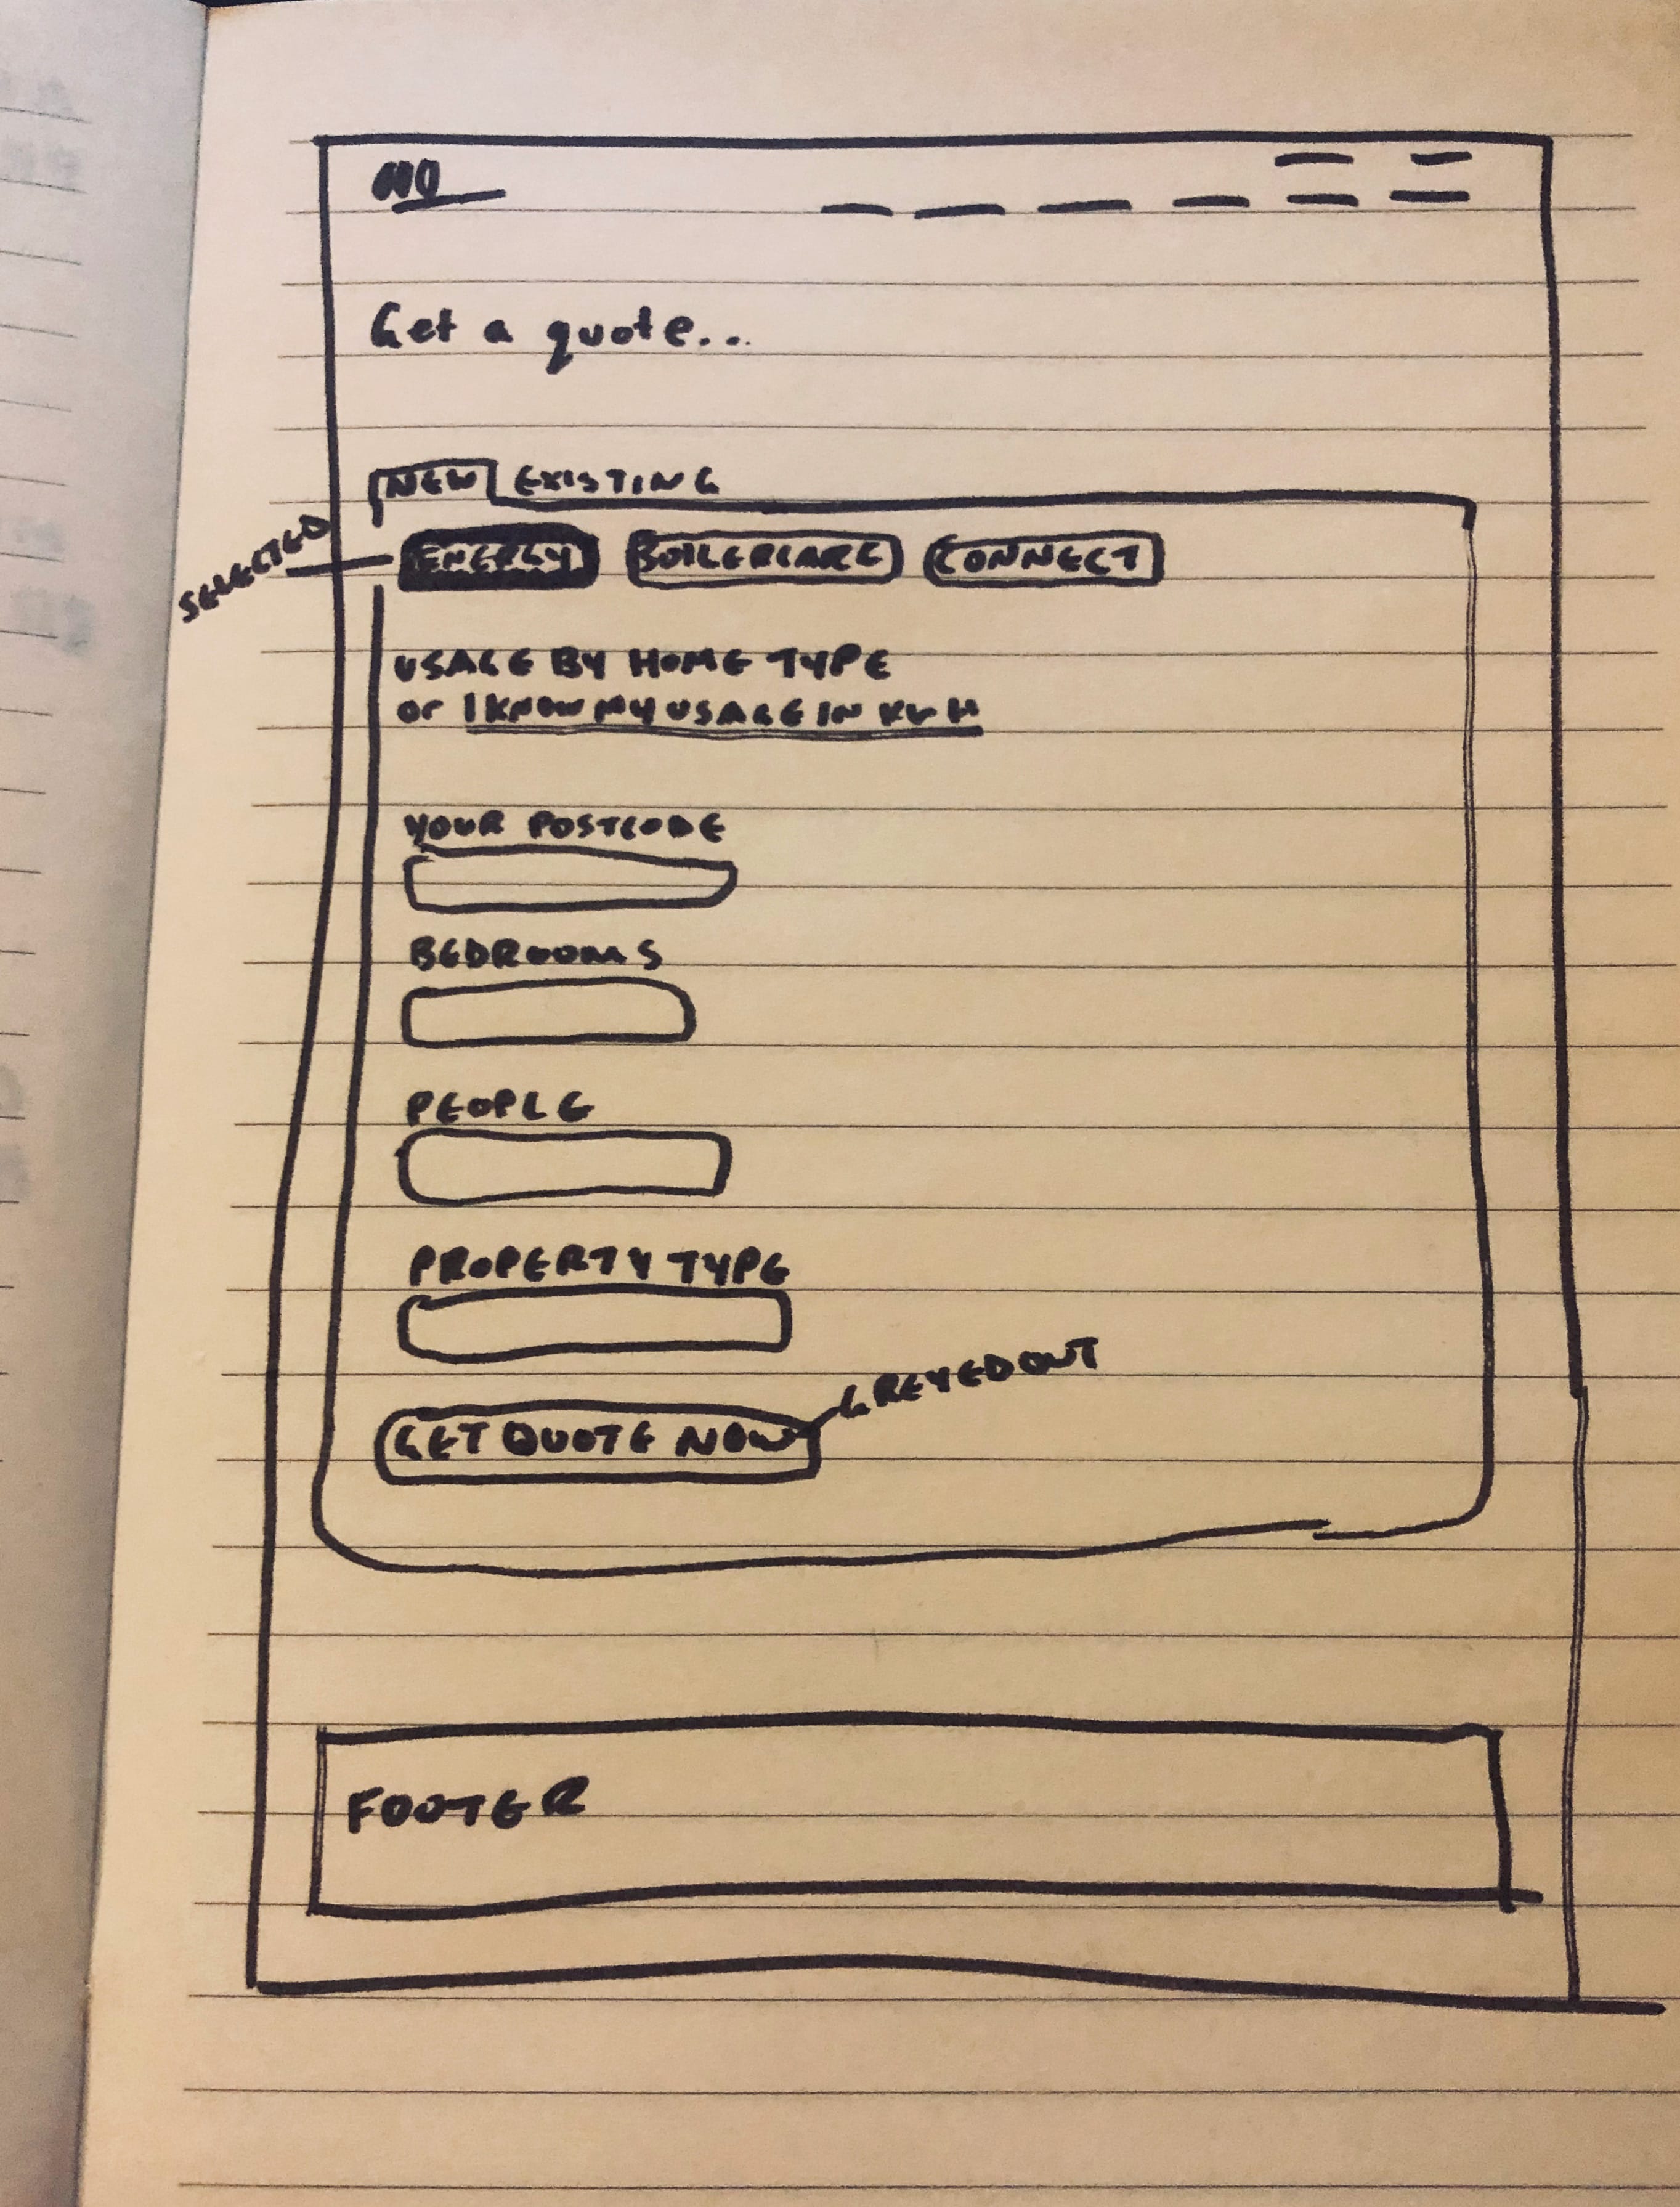 Get a quote...
NEW EXISTING
SELECTED
ENERGY BOILERCARE CONNECT
USAGE BY HOME TYPE
or I KNOW MY USAGE IN KWH
YOUR POSTCODE
BEDROOMS
PEOPLE
PROPERTY TYPE
GREYED OUT
GET QUOTE NOW
FOOTER